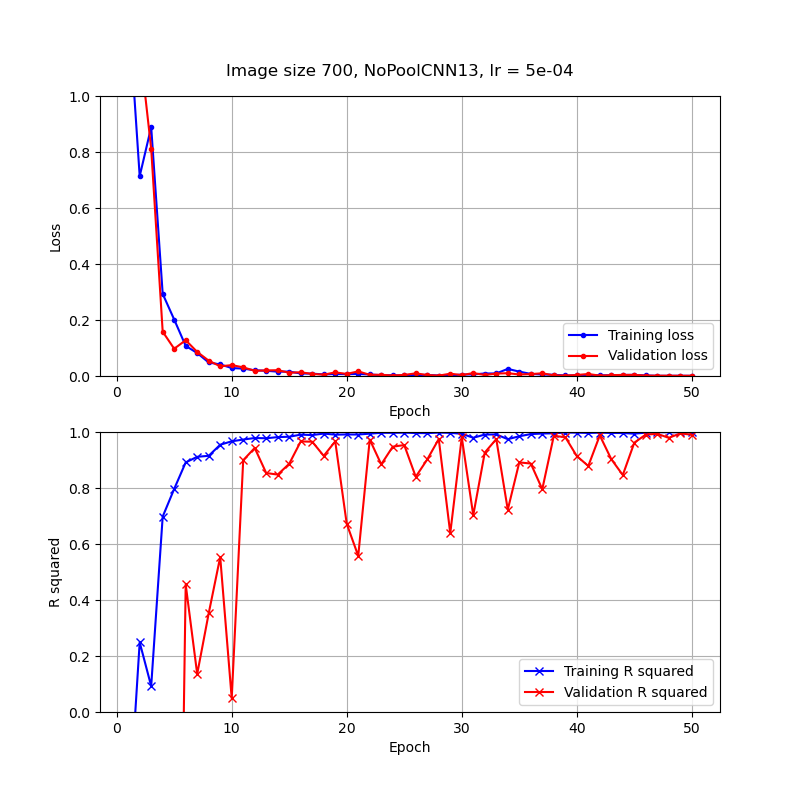 Image size 700, NoPoolCNN13, lr = 5e-04
1.0
0.8
0.6
0.4
0.2
0.0
Loss
Training loss
Validation loss
0 10 20 30 40 50
Epoch
1.0
0.8
0.6
0.4
0.2
0.0
R squared
Training R squared
Validation R squared
0 10 20 30 40 50
Epoch